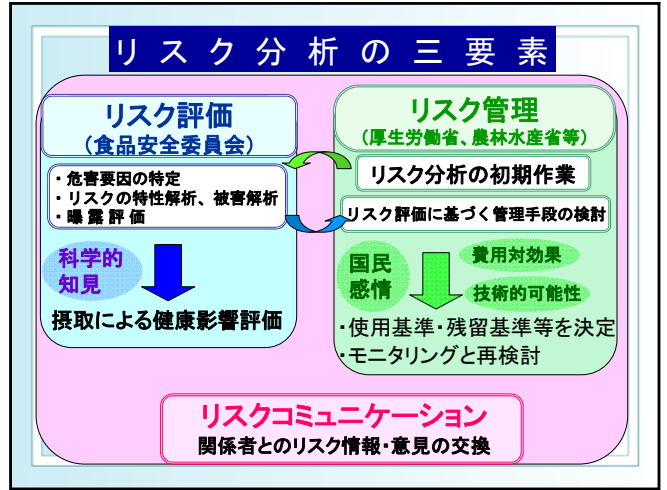 リスク分析の三要素
リスク評価
(食品安全委員会)
・危害要因の特定
・リスクの特性解析、被害解析
・曝露評価
科学的
知見
摂取による健康影響評価
リスク管理
(厚生労働省、農林水産省等)
リスク分析の初期作業
リスク評価に基づく管理手段の検討
国民
感情
費用対効果
技術的可能性
・使用基準・残留基準等を決定
・モニタリングと再検討
リスクコミュニケーション
関係者とのリスク情報・意見の交換